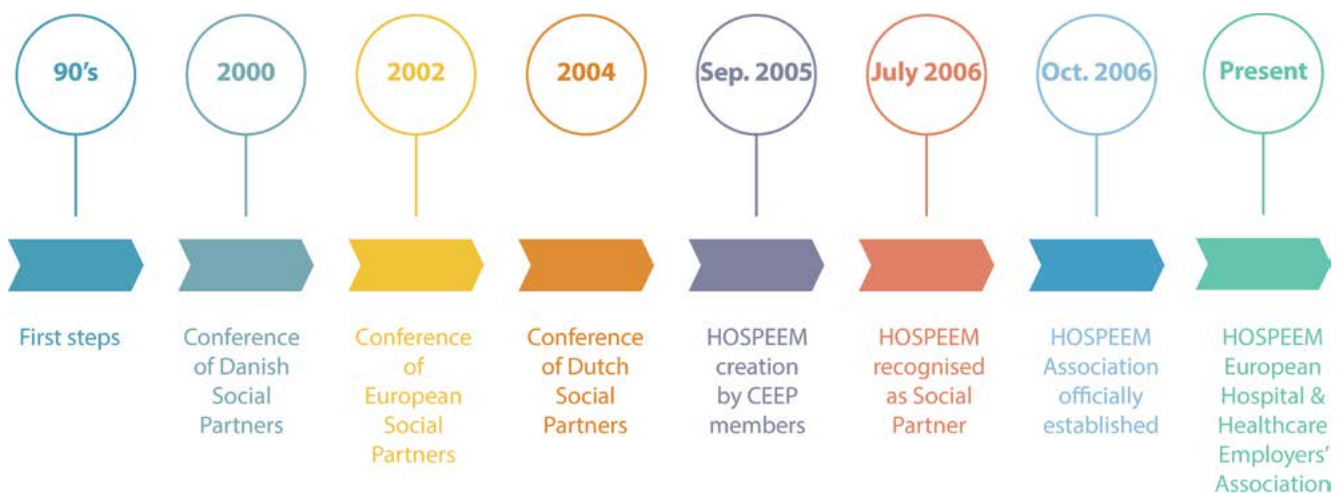 90's
2000
2002
2004
Sep. 2005
July 2006
Oct. 2006
Present
First steps
Conference
of Danish
Social
Partners
Conference
of
European
Social
Partners
Conference
of Dutch
Social
Partners
HOSPEEM
creation
by CEEP
members
HOSPEEM
recognised
as Social
Partner
HOSPEEM
Association
officially
established
HOSPEEM
European
Hospital &
Healthcare
Employers'
Association